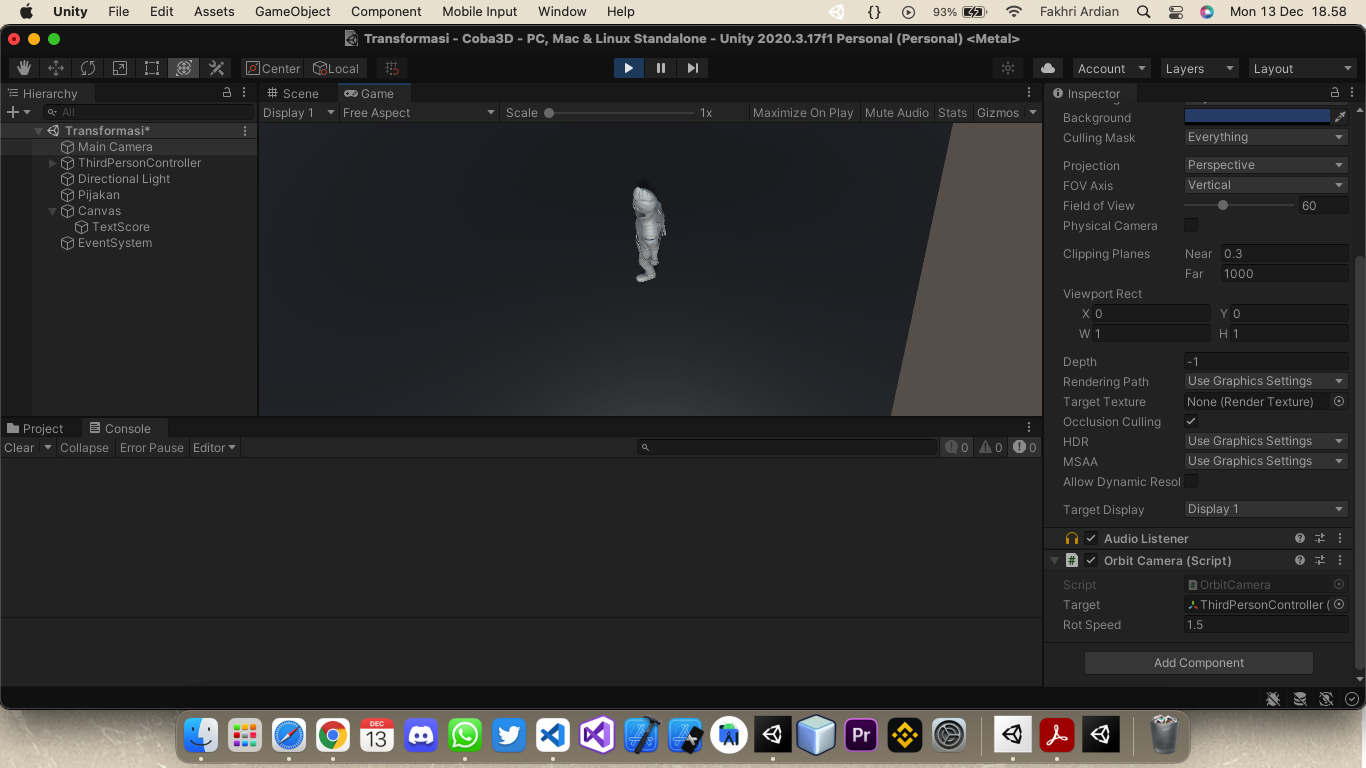 Unity File Edit Assets GameObject Component Mobile Input Window Help 93% Fakhri Ardian Mon 13 Dec 18.58
Transformasi - Coba3D - PC, Mac & Linux Standalone - Unity 2020.3.17f1 Personal (Personal) <Metal>
Center Local Account Layers Layout
Hierarchy
All
Transformasi*
Main Camera
ThirdPersonController
Directional Light
Pijakan
Canvas
TextScore
EventSystem
Scene Game
Display 1 Free Aspect Scale 1x Maximize On Play Mute Audio Stats Gizmos
Project Console
Clear Collapse Error Pause Editor 0 0 0
Inspector
Background
Culling Mask Everything
Projection Perspective
FOV Axis Vertical
Field of View 60
Physical Camera
Clipping Planes Near 0.3
Far 1000
Viewport Rect
X 0 Y 0
W 1 H 1
Depth -1
Rendering Path Use Graphics Settings
Target Texture None (Render Texture)
Occlusion Culling
HDR Use Graphics Settings
MSAA Use Graphics Settings
Allow Dynamic Resol
Target Display Display 1
Audio Listener
# Orbit Camera (Script)
Script OrbitCamera
Target ThirdPersonController (
Rot Speed 1.5
Add Component
DEC
13
Pr